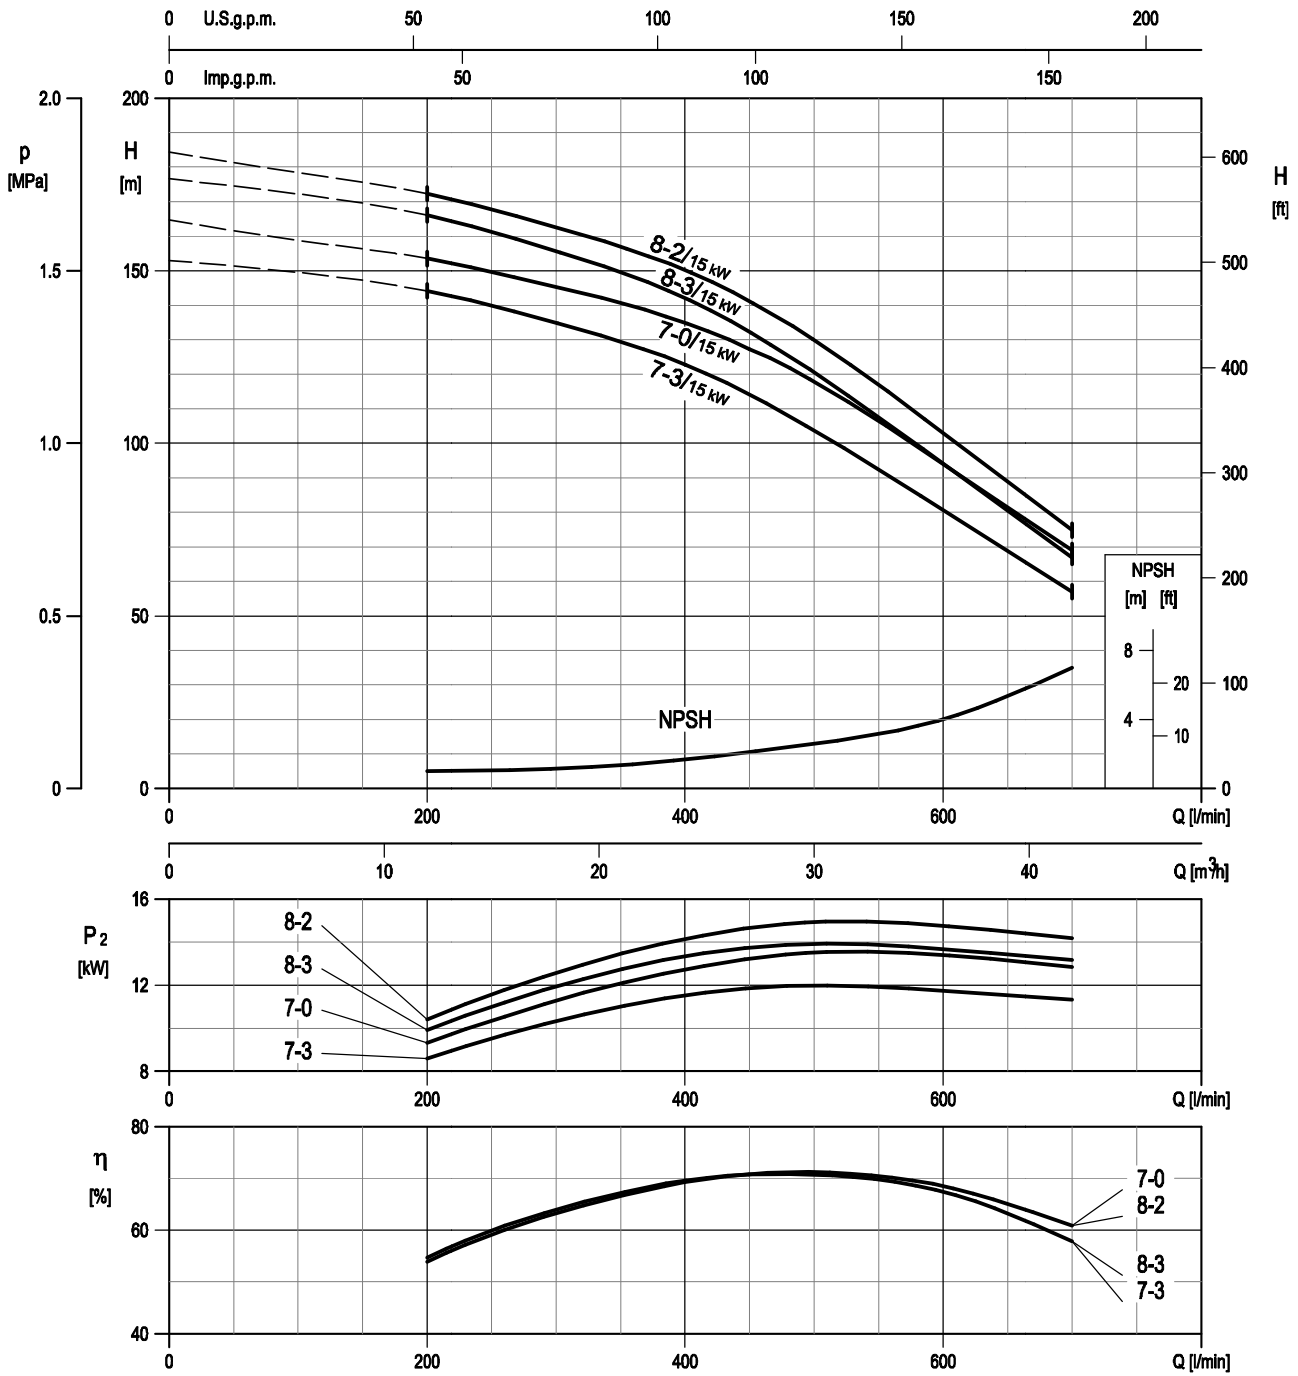 0 U.S.g.p.m. 50 100 150 200
0 Imp.g.p.m. 50 100 150
p
[MPa]
2.0
1.5
1.0
0.5
0
H
[m]
200
150
100
50
0
H
[ft]
600
500
400
300
200
100
0
8-2/15 kW
8-3/15 kW
7-0/15 kW
7-3/15 kW
NPSH
NPSH
[m] [ft]
8
20
4
10
0 200 400 600 Q [l/min]
0 10 20 30 40 Q [m³/h]
P2
[kW]
16
12
8
8-2
8-3
7-0
7-3
0 200 400 600 Q [l/min]
η
[%]
80
60
40
7-0
8-2
8-3
7-3
0 200 400 600 Q [l/min]